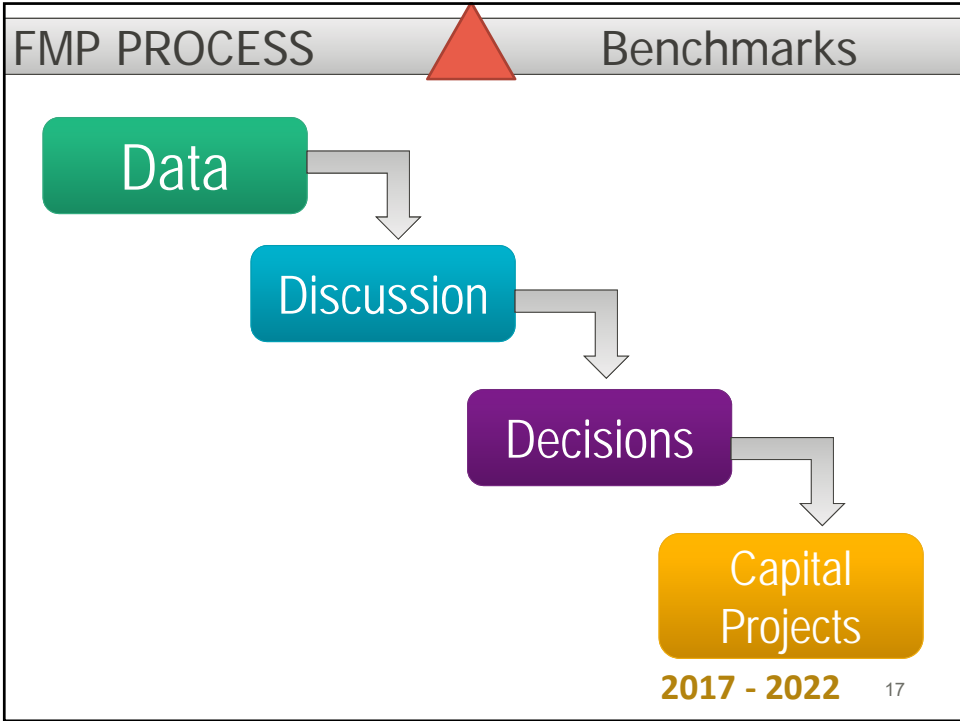 FMP PROCESS Benchmarks
Data
Discussion
Decisions
Capital
Projects
2017 - 2022 17